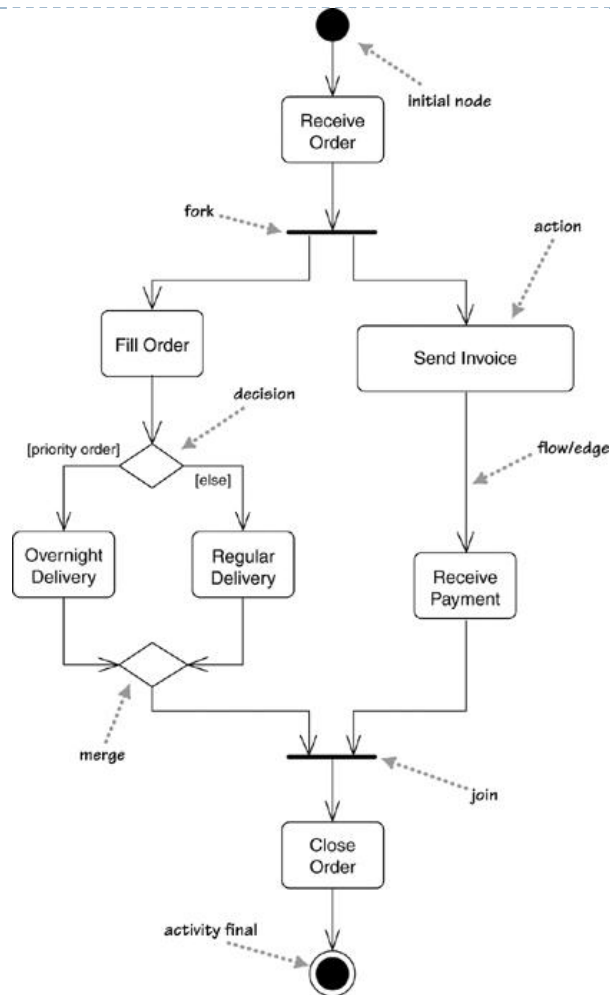 initial node
Receive
Order
fork
action
Fill Order
Send Invoice
decision
[priority order]
[else]
flow/edge
Overnight
Delivery
Regular
Delivery
Receive
Payment
merge
join
Close
Order
activity final